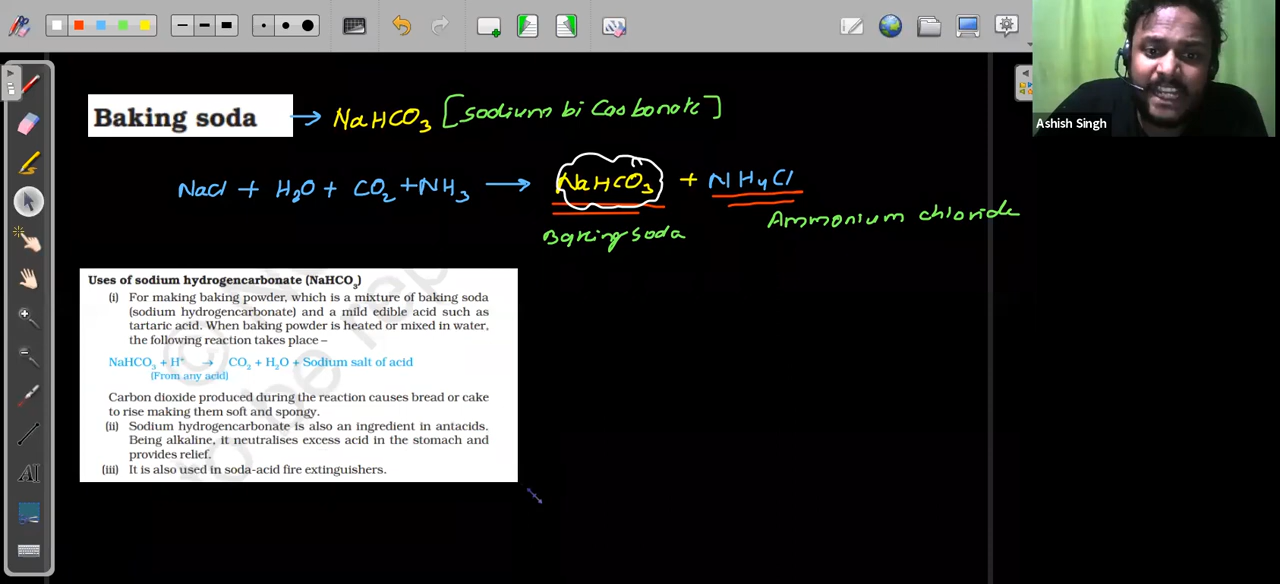 Baking soda → NaHCO3 [Sodium bi Carbonate]
NaCl + H2O + CO2 + NH3 → NaHCO3 + NH4Cl
Baking soda
Ammonium chloride
Uses of sodium hydrogencarbonate (NaHCO3)
(i) For making baking powder, which is a mixture of baking soda
(sodium hydrogencarbonate) and a mild edible acid such as
tartaric acid. When baking powder is heated or mixed in water,
the following reaction takes place –
NaHCO3 + H+ → CO2 + H2O + Sodium salt of acid
(From any acid)
Carbon dioxide produced during the reaction causes bread or cake
to rise making them soft and spongy.
(ii) Sodium hydrogencarbonate is also an ingredient in antacids.
Being alkaline, it neutralises excess acid in the stomach and
provides relief.
(iii) It is also used in soda-acid fire extinguishers.
Ashish Singh
AI